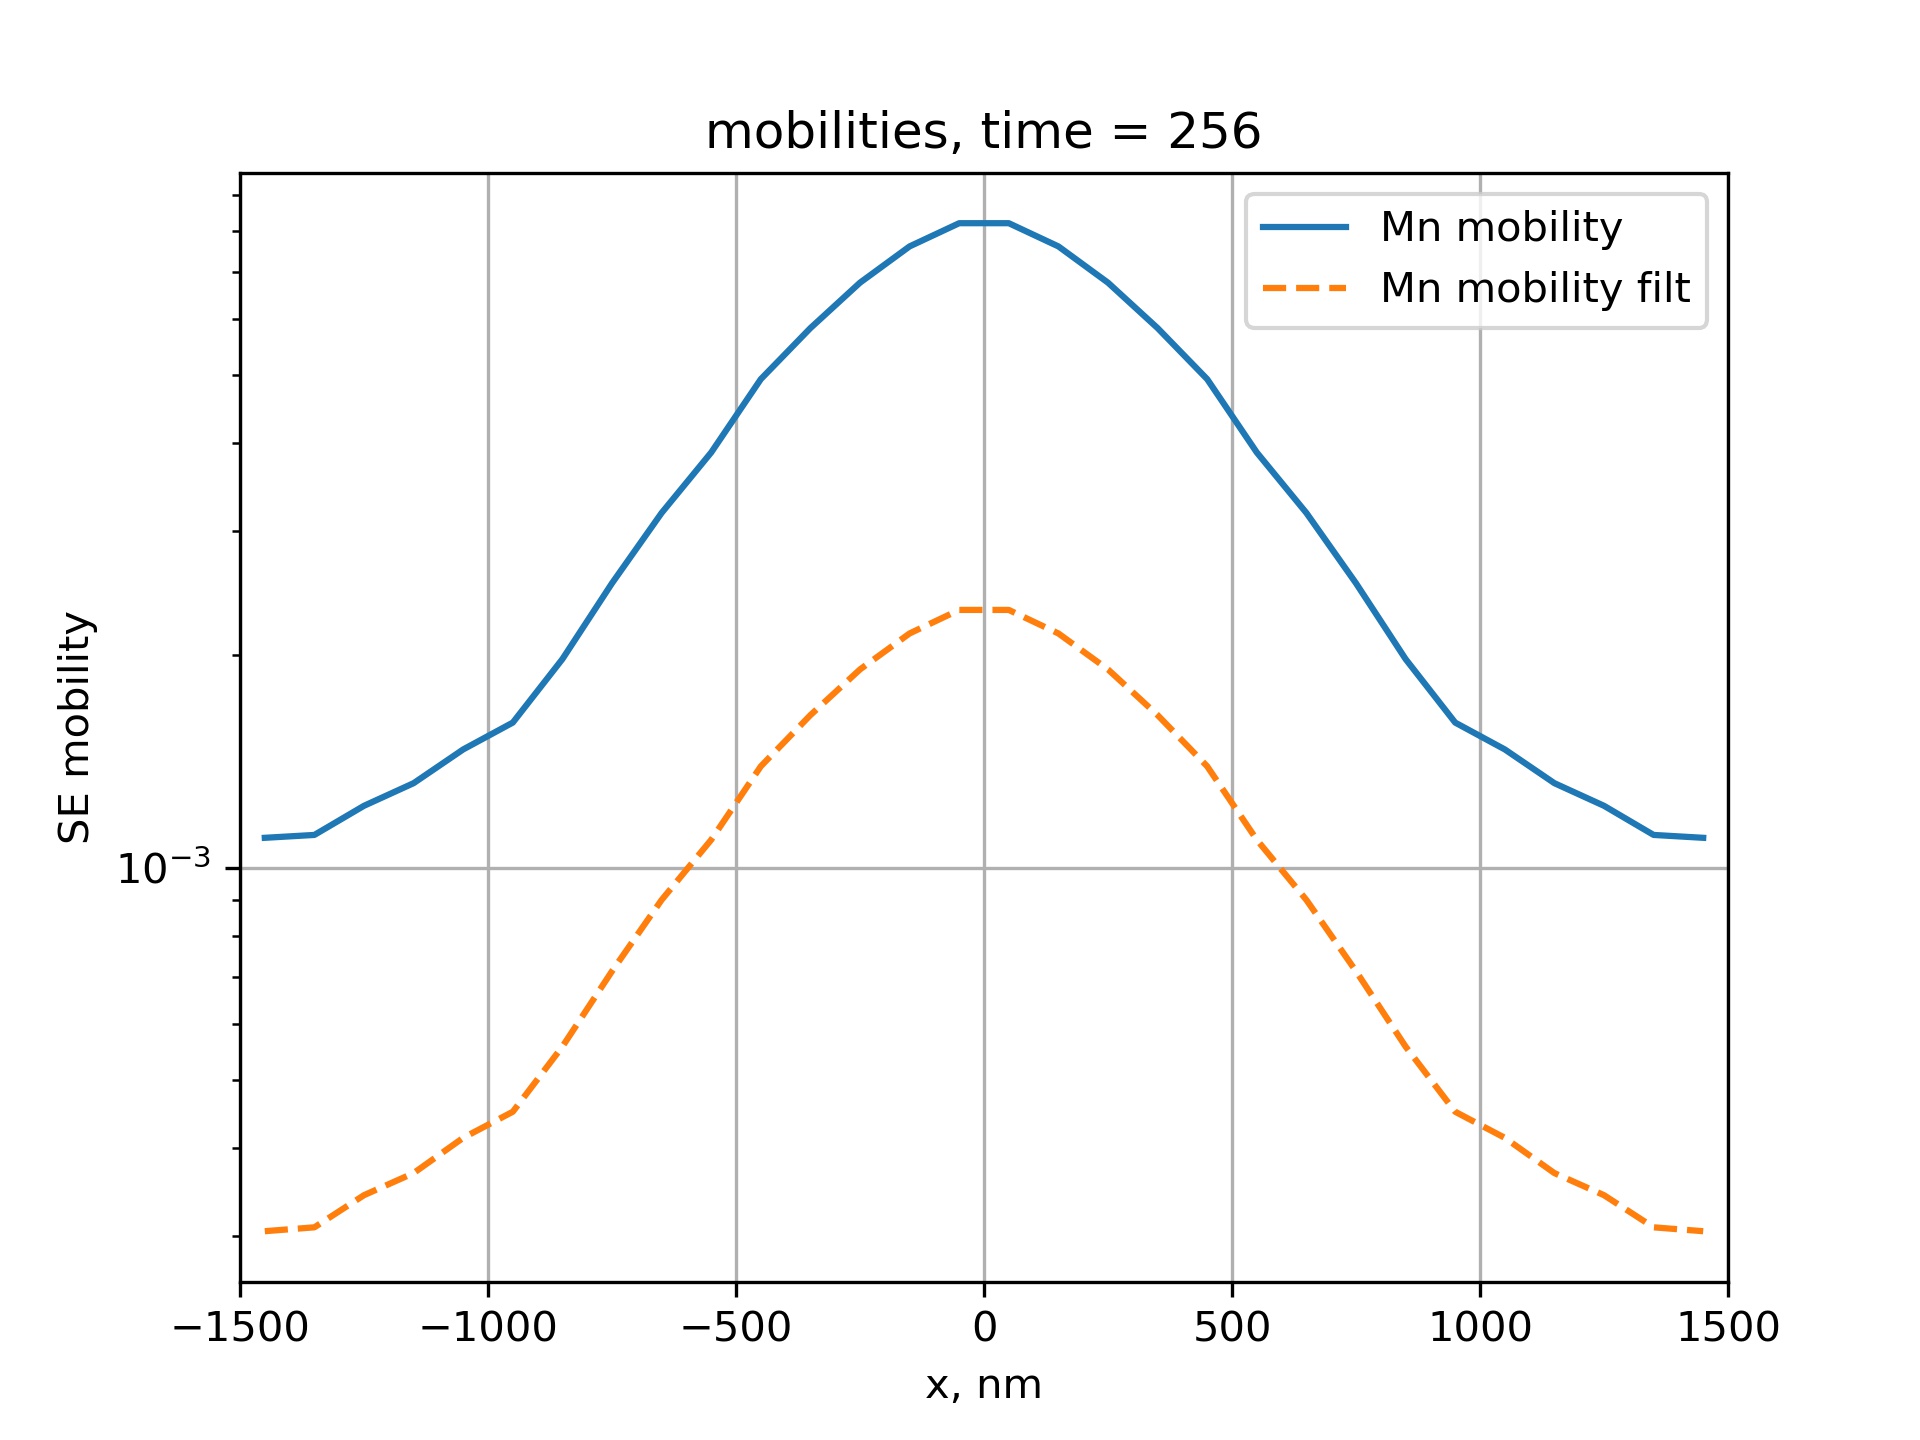 mobilities, time = 256
Mn mobility
Mn mobility filt
SE mobility
10⁻³
−1500
−1000
−500
0
500
1000
1500
x, nm